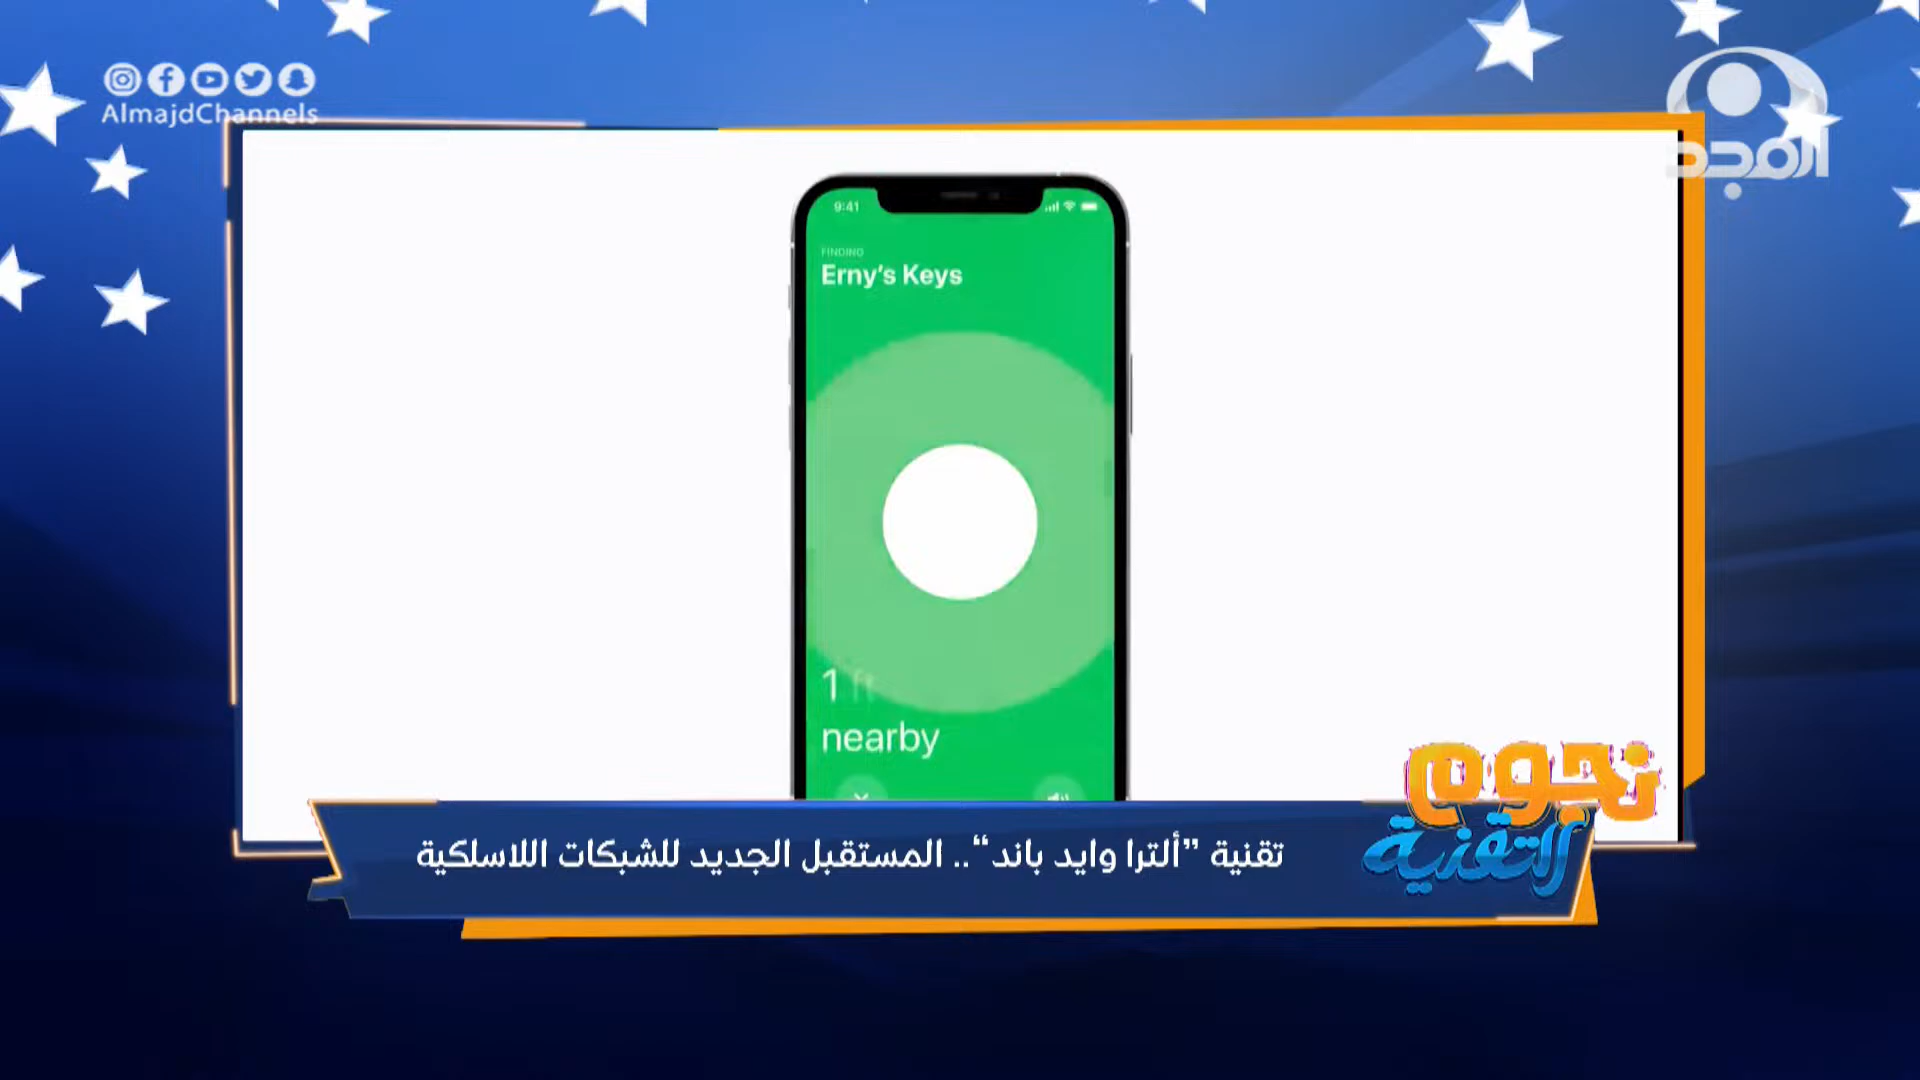 AlmajdChannels
المجد
9:41
FINDING
Erny's Keys
1 ft
nearby
نجوم
التقنية
تقنية ”ألترا وايد باند“.. المستقبل الجديد للشبكات اللاسلكية